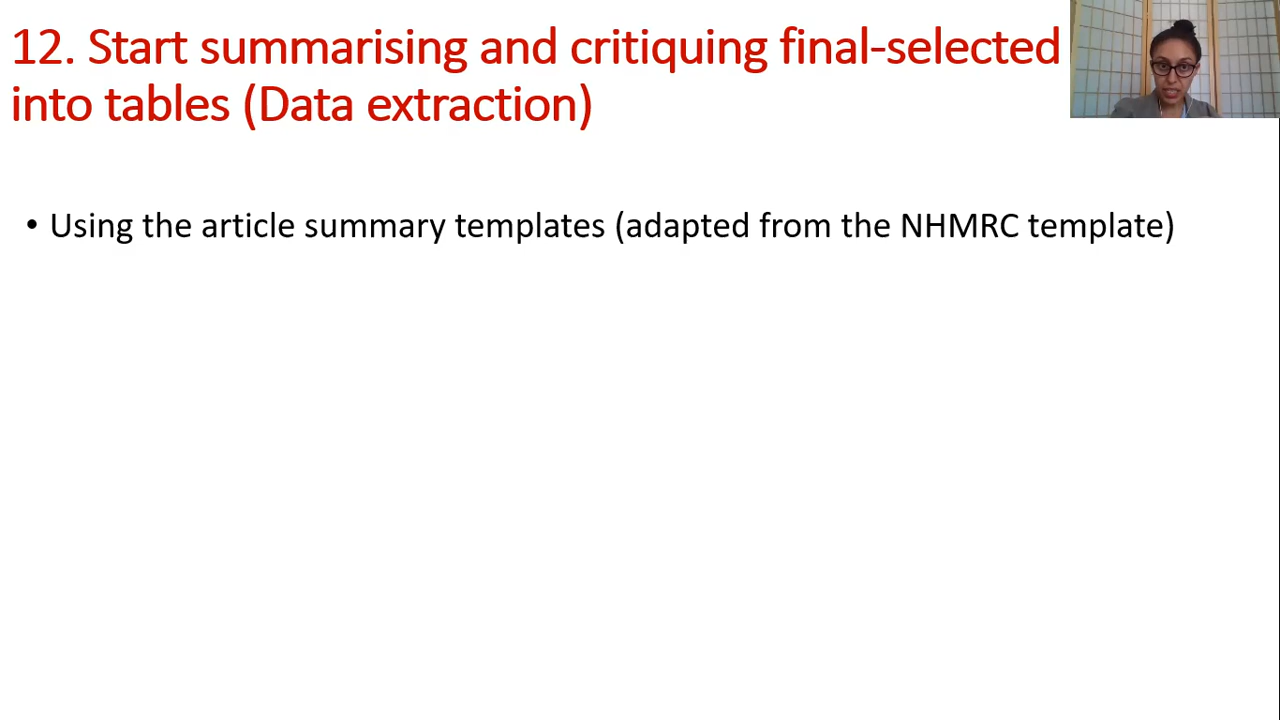 12. Start summarising and critiquing final-selected
into tables (Data extraction)
• Using the article summary templates (adapted from the NHMRC template)